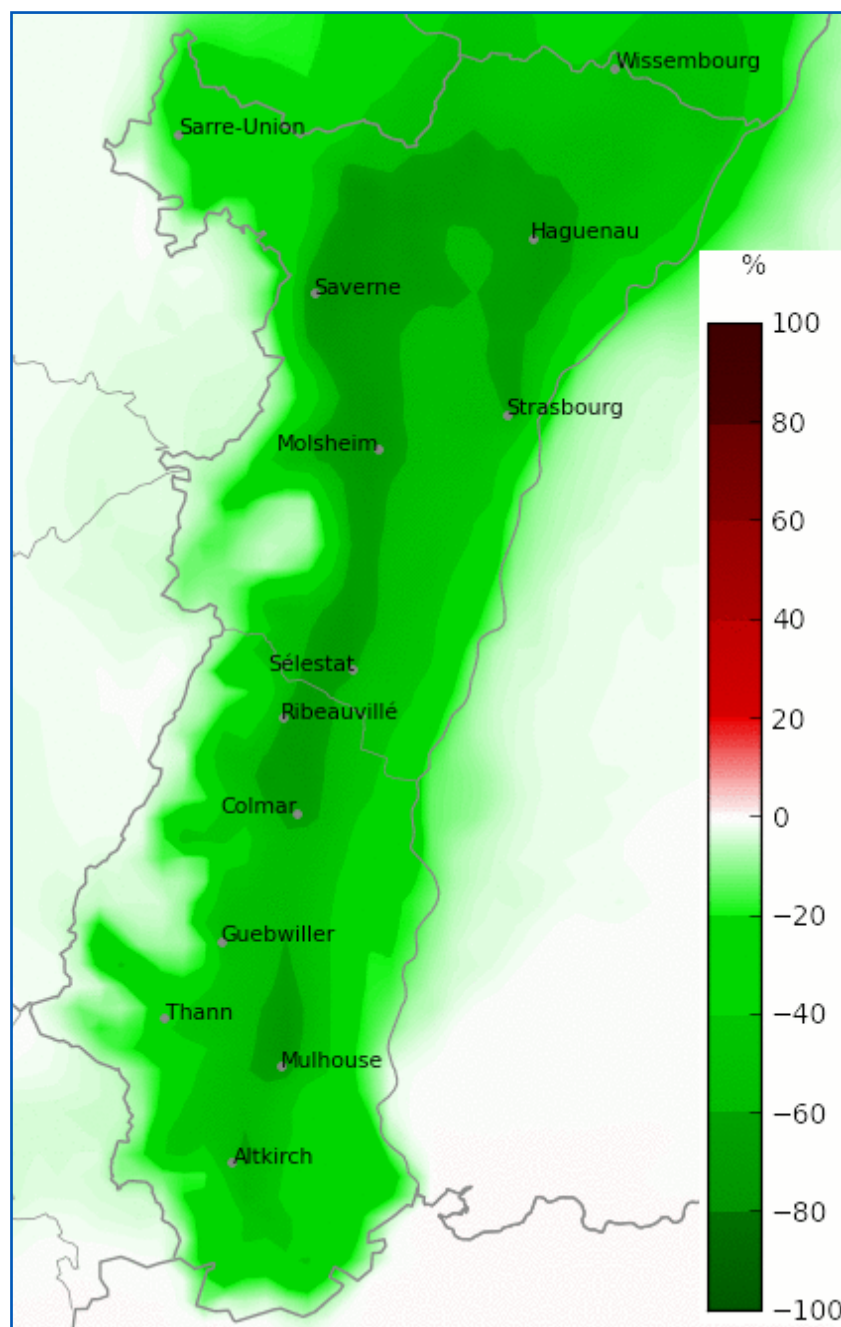 Wissembourg
Sarre-Union
Haguenau
%
Saverne
100
Strasbourg
80
Molsheim
60
40
Sélestat
Ribeauvillé
20
Colmar
0
−20
Guebwiller
Thann
−40
Mulhouse
−60
Altkirch
−80
−100